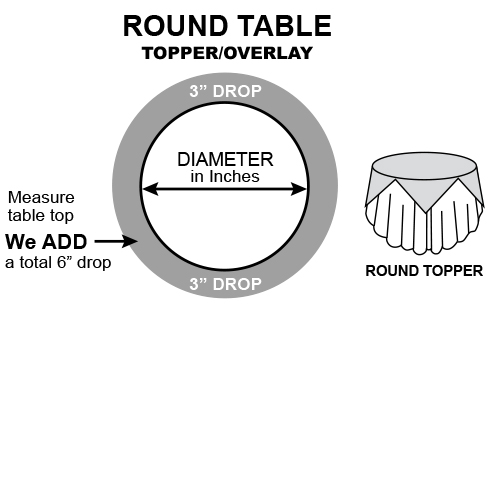 ROUND TABLE
TOPPER/OVERLAY
3” DROP
DIAMETER
in Inches
Measure
table top
We ADD
a total 6” drop
3” DROP
ROUND TOPPER